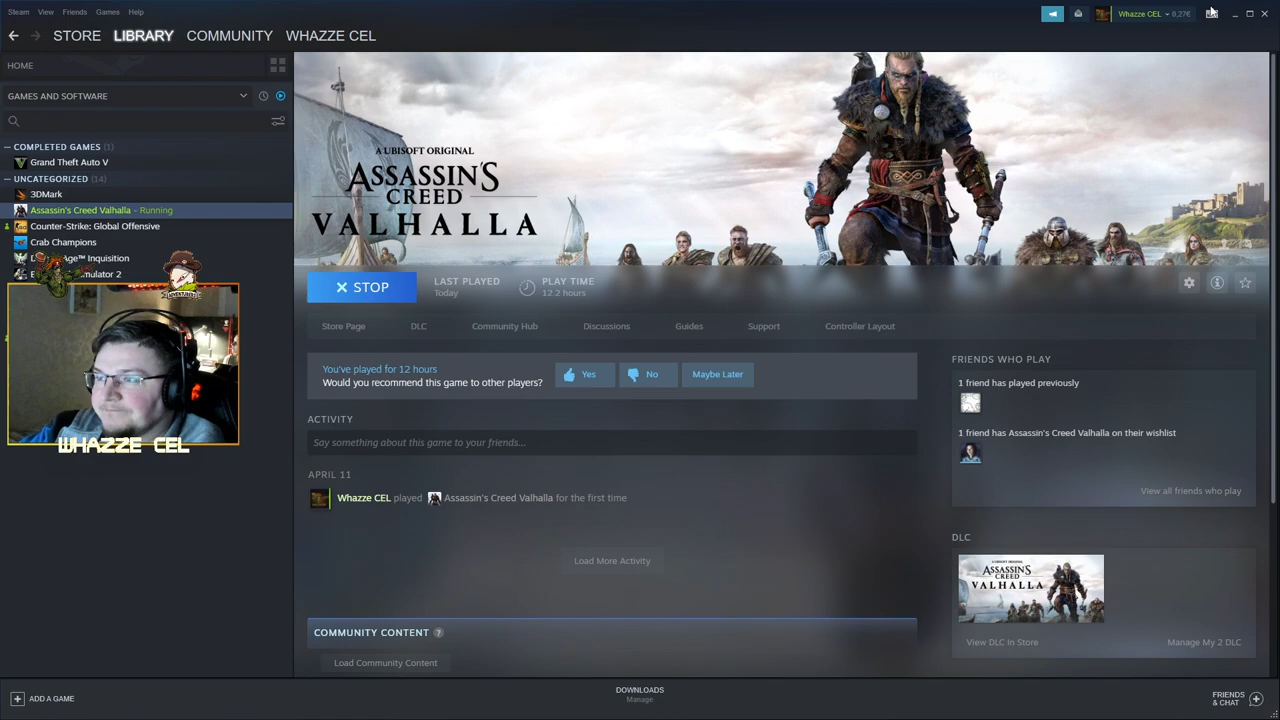 Steam View Friends Games Help
Whazze CEL 0,27€
STORE LIBRARY COMMUNITY WHAZZE CEL
HOME
GAMES AND SOFTWARE
COMPLETED GAMES (1)
Grand Theft Auto V
UNCATEGORIZED (14)
3DMark
Assassin's Creed Valhalla - Running
Counter-Strike: Global Offensive
Crab Champions
Inquisition
2
WHAZZE CEL
A UBISOFT ORIGINAL
ASSASSIN'S
CREED
VALHALLA
STOP
LAST PLAYED
Today
PLAY TIME
12.2 hours
Store Page DLC Community Hub Discussions Guides Support Controller Layout
You've played for 12 hours
Would you recommend this game to other players?
Yes No Maybe Later
ACTIVITY
Say something about this game to your friends...
APRIL 11
Whazze CEL played Assassin's Creed Valhalla for the first time
Load More Activity
COMMUNITY CONTENT ?
Load Community Content
FRIENDS WHO PLAY
1 friend has played previously
1 friend has Assassin's Creed Valhalla on their wishlist
View all friends who play
DLC
A UBISOFT ORIGINAL
ASSASSIN'S
CREED
VALHALLA
View DLC In Store Manage My 2 DLC
ADD A GAME
DOWNLOADS
Manage
FRIENDS
& CHAT